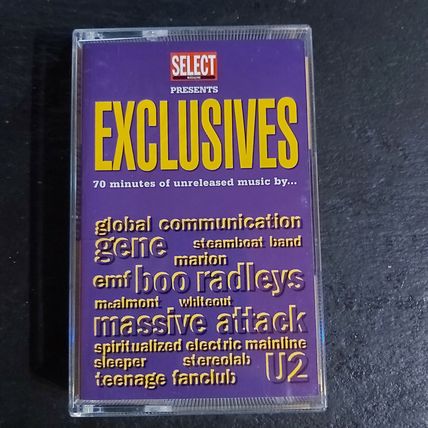 SELECT
MAGAZINE
PRESENTS
EXCLUSIVES
70 minutes of unreleased music by...
global communication
gene steamboat band
marion
emf boo radleys
mcalmont whiteout
massive attack
spiritualized electric mainline
sleeper stereolab U2
teenage fanclub